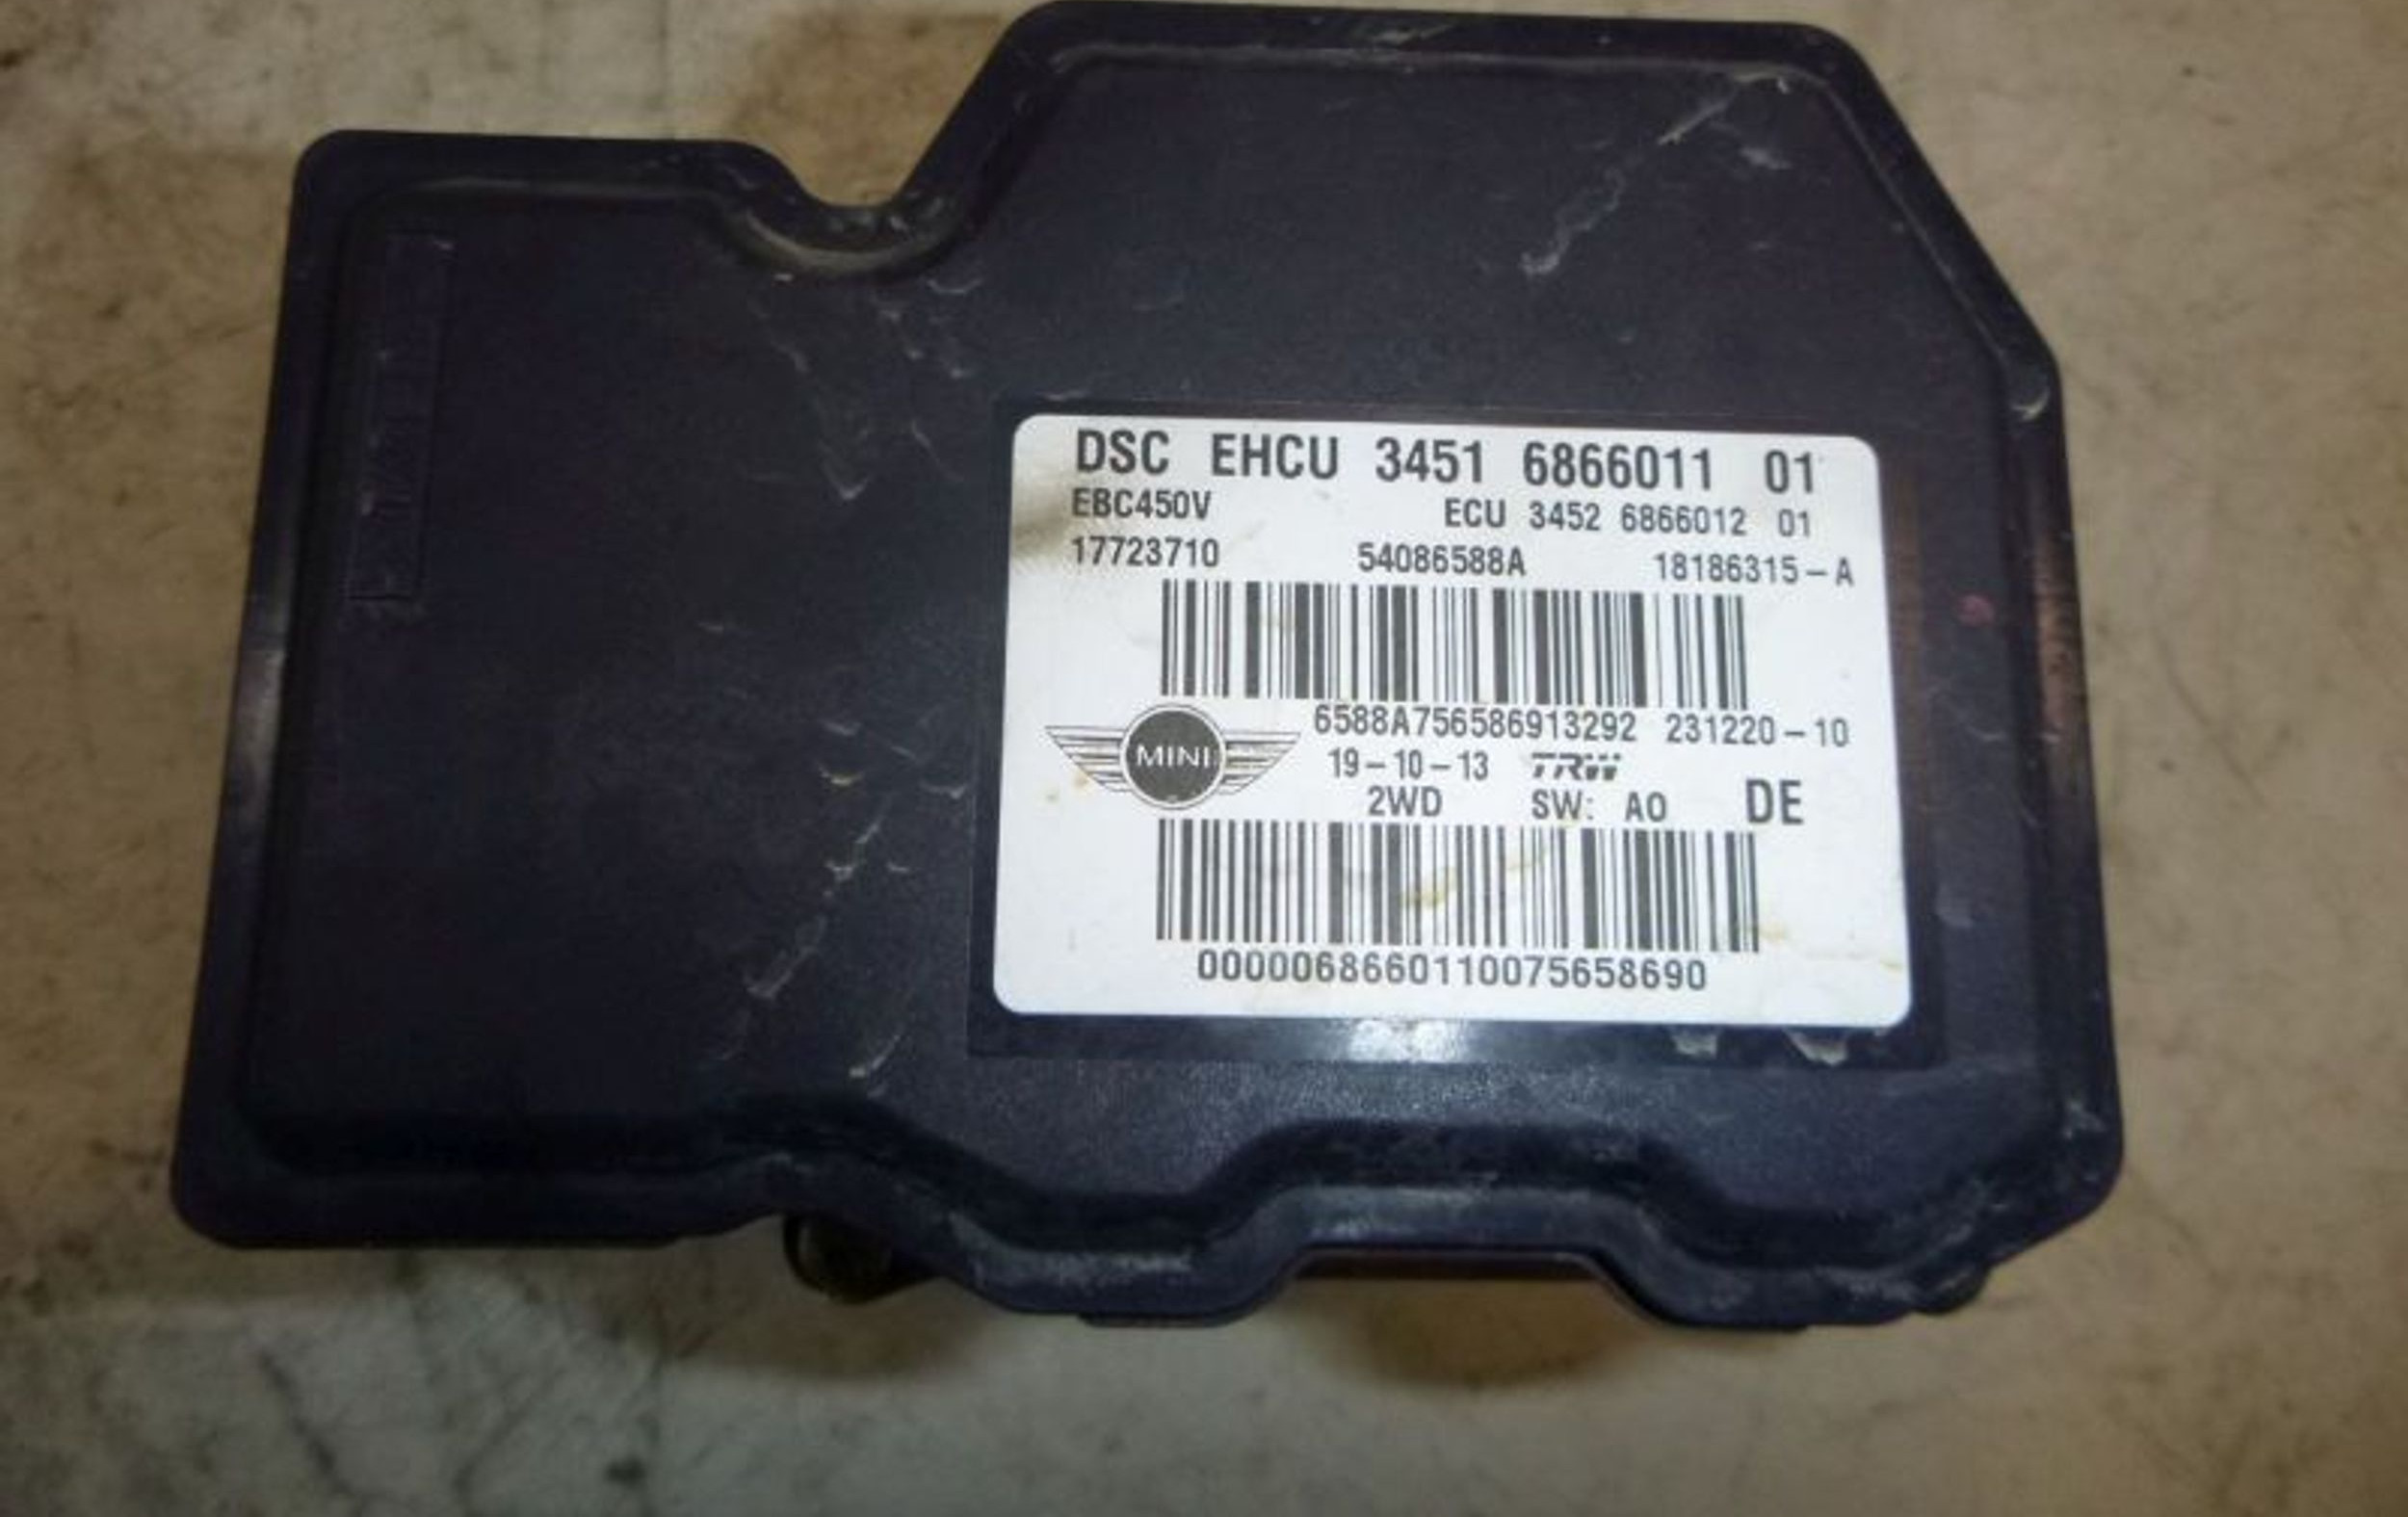 DSC EHCU 3451 6866011 01
EBC450V ECU 3452 6866012 01
17723710 54086588A 18186315-A
6588A756586913292 231220-10
MINI 19-10-13 TRW
2WD SW: A0 DE
0000068660110075658690